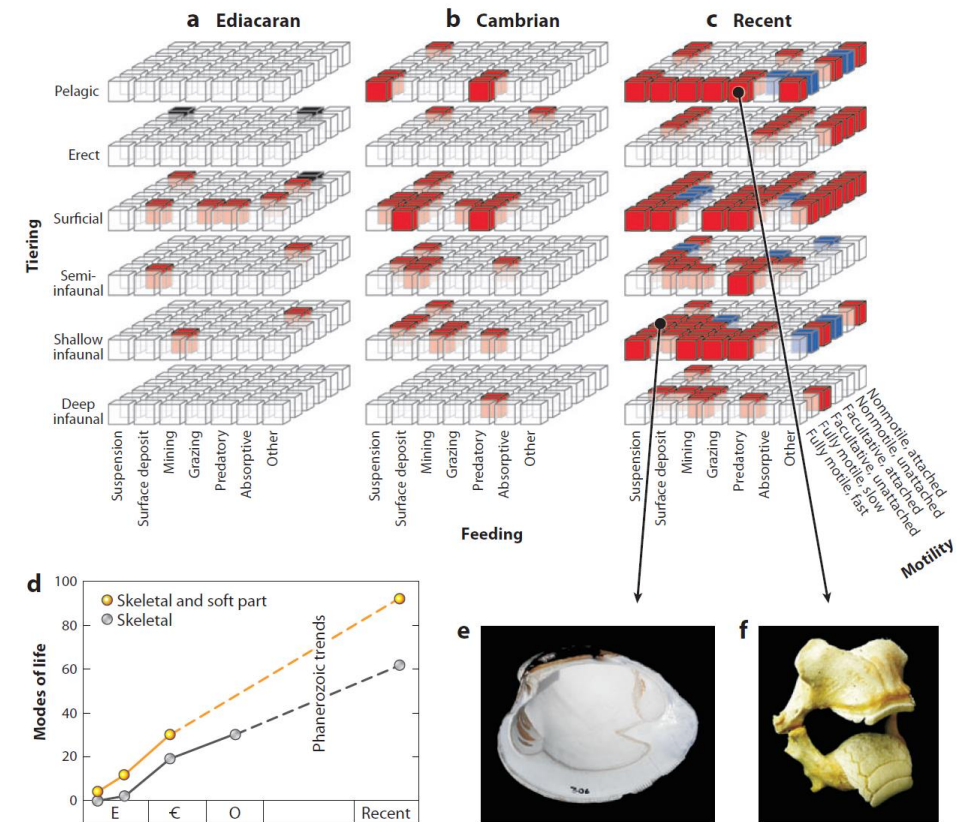 a Ediacaran
b Cambrian
c Recent
Tiering
Pelagic
Erect
Surficial
Semi-
infaunal
Shallow
infaunal
Deep
infaunal
Suspension
Surface deposit
Mining
Grazing
Predatory
Absorptive
Other
Suspension
Surface deposit
Mining
Grazing
Predatory
Absorptive
Other
Suspension
Surface deposit
Mining
Grazing
Predatory
Absorptive
Other
Nonmotile, attached
Nonmotile, unattached
Facultative, attached
Facultative, unattached
Fully motile, slow
Fully motile, fast
Feeding
Motility
d
Modes of life
100
80
60
40
20
0
Skeletal and soft part
Skeletal
Phanerozoic trends
E
Є
O
Recent
e
f